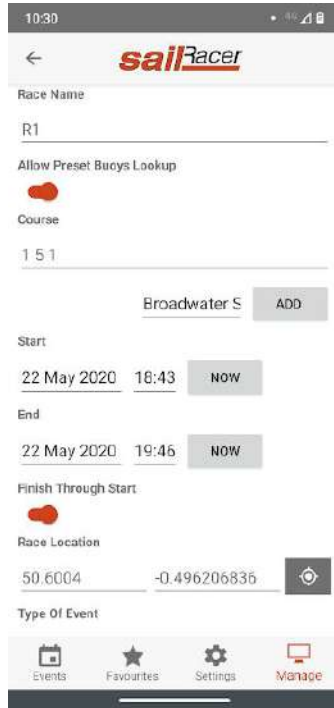 10:30
4G
sailRacer
Race Name
R1
Allow Preset Buoys Lookup
Course
1 5 1
Broadwater S ADD
Start
22 May 2020 18:43 NOW
End
22 May 2020 19:46 NOW
Finish Through Start
Race Location
50.6004 -0.496206836
Type Of Event
Events Favourites Settings Manage